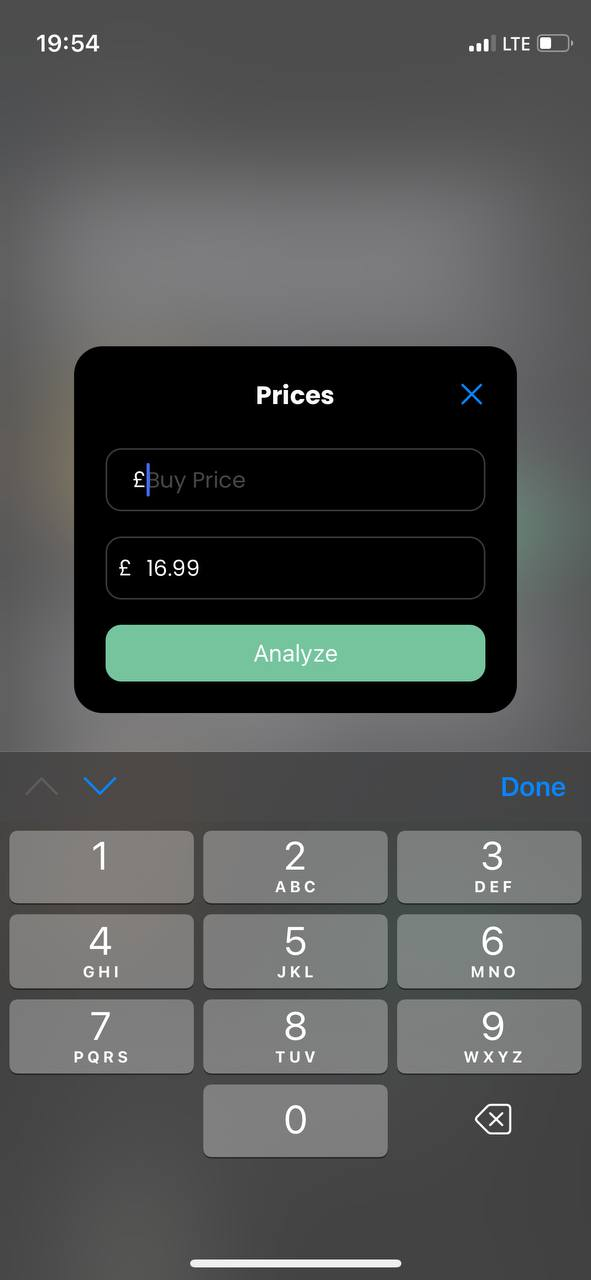 19:54 LTE
Prices
£Buy Price
£ 16.99
Analyze
Done
1 2 3
ABC DEF
4 5 6
GHI JKL MNO
7 8 9
PQRS TUV WXYZ
0